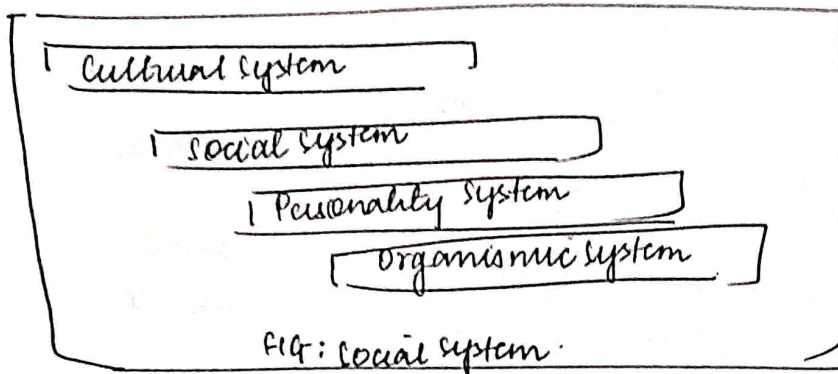 Cultural system
Social system
Personality system
Organismic system
FIG: Social system.